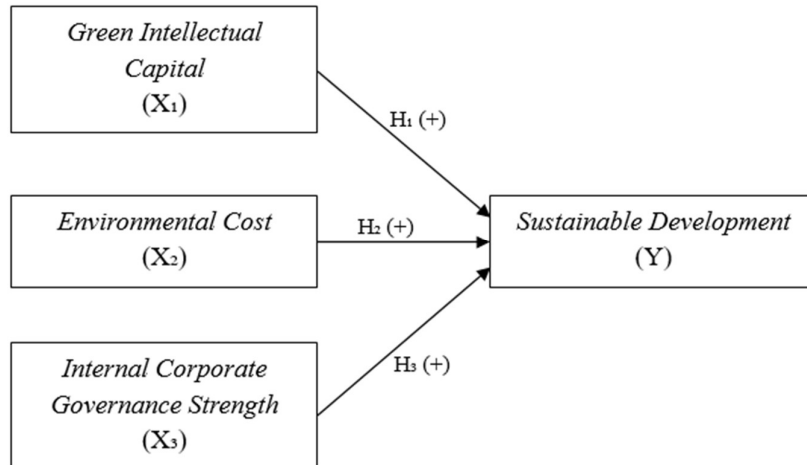 Green Intellectual
Capital
(X₁)
H₁ (+)
Environmental Cost
(X₂)
H₂ (+)
Sustainable Development
(Y)
Internal Corporate
Governance Strength
(X₃)
H₃ (+)